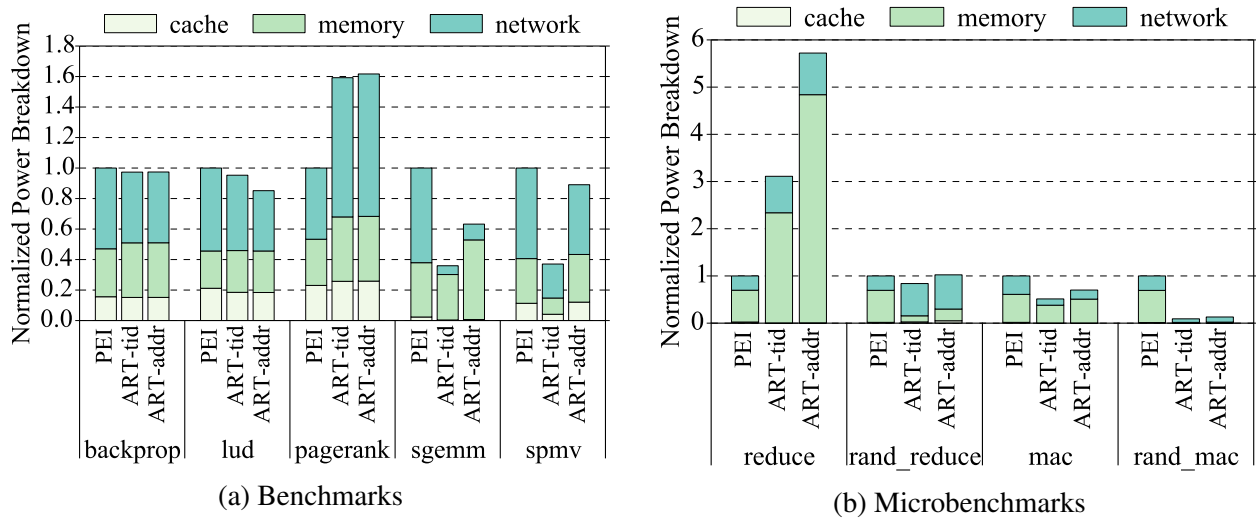 cache memory network
Normalized Power Breakdown
1.8
1.6
1.4
1.2
1.0
0.8
0.6
0.4
0.2
0.0
PEI ART-tid ART-addr PEI ART-tid ART-addr PEI ART-tid ART-addr PEI ART-tid ART-addr PEI ART-tid ART-addr
backprop lud pagerank sgemm spmv
(a) Benchmarks
cache memory network
Normalized Power Breakdown
6
5
4
3
2
1
0
PEI ART-tid ART-addr PEI ART-tid ART-addr PEI ART-tid ART-addr PEI ART-tid ART-addr
reduce rand_reduce mac rand_mac
(b) Microbenchmarks